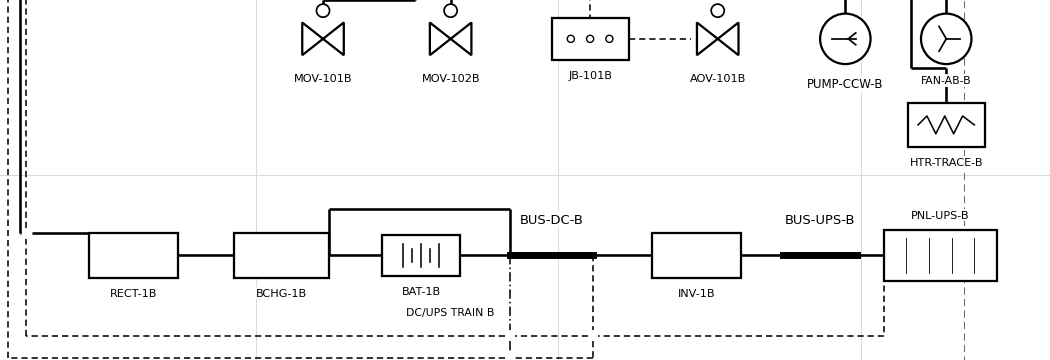 MOV-101B
MOV-102B
JB-101B
AOV-101B
PUMP-CCW-B
FAN-AB-B
HTR-TRACE-B
BUS-DC-B
BUS-UPS-B
PNL-UPS-B
RECT-1B
BCHG-1B
BAT-1B
INV-1B
DC/UPS TRAIN B